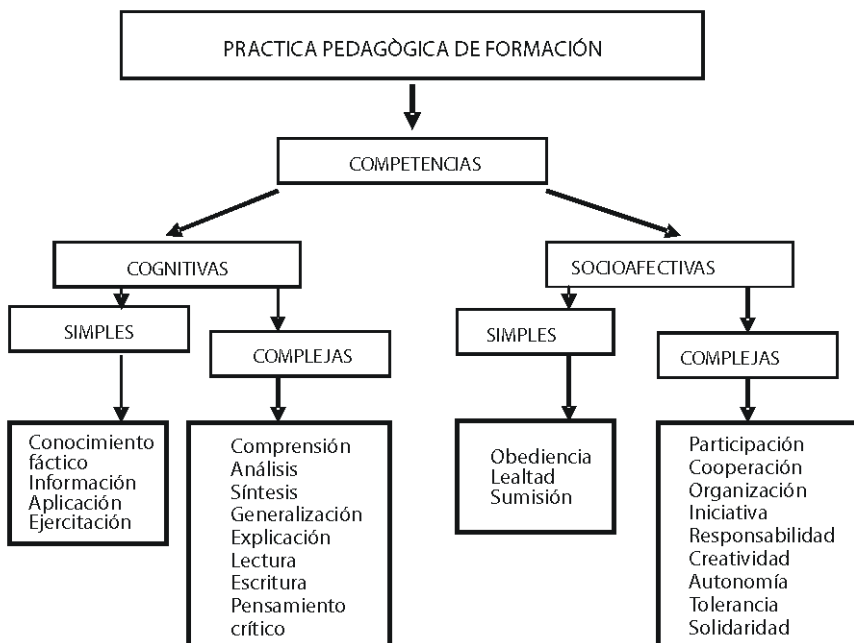 PRACTICA PEDAGÒGICA DE FORMACIÓN
COMPETENCIAS
COGNITIVAS
SOCIOAFECTIVAS
SIMPLES
COMPLEJAS
SIMPLES
COMPLEJAS
Conocimiento
fáctico
Información
Aplicación
Ejercitación
Comprensión
Análisis
Síntesis
Generalización
Explicación
Lectura
Escritura
Pensamiento
crítico
Obediencia
Lealtad
Sumisión
Participación
Cooperación
Organización
Iniciativa
Responsabilidad
Creatividad
Autonomía
Tolerancia
Solidaridad